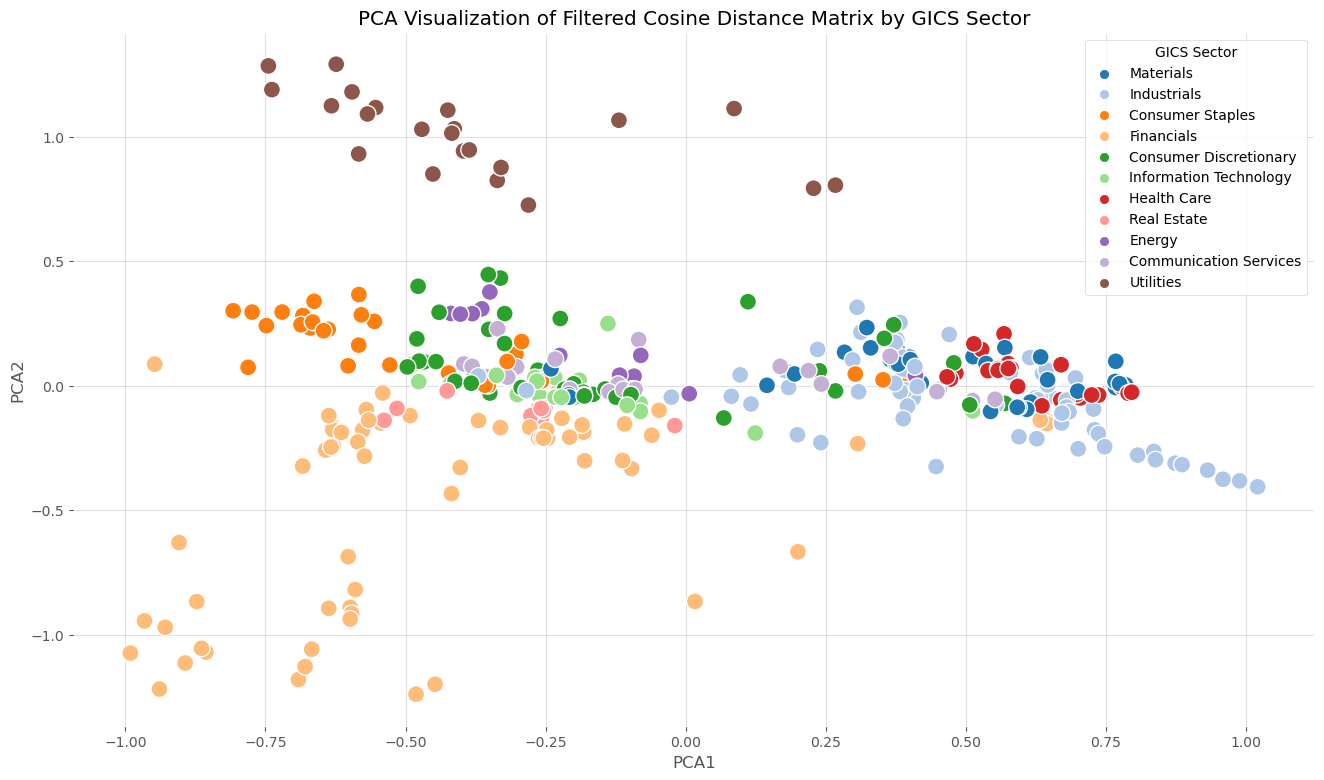 PCA Visualization of Filtered Cosine Distance Matrix by GICS Sector
GICS Sector
Materials
Industrials
Consumer Staples
Financials
Consumer Discretionary
Information Technology
Health Care
Real Estate
Energy
Communication Services
Utilities
PCA2
1.0
0.5
0.0
−0.5
−1.0
−1.00
−0.75
−0.50
−0.25
0.00
0.25
0.50
0.75
1.00
PCA1